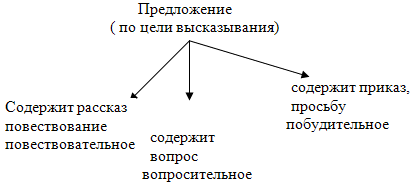 Предложение
( по цели высказывания)
Содержит рассказ
повествование
повествовательное
содержит
вопрос
вопросительное
содержит приказ,
просьбу
побудительное